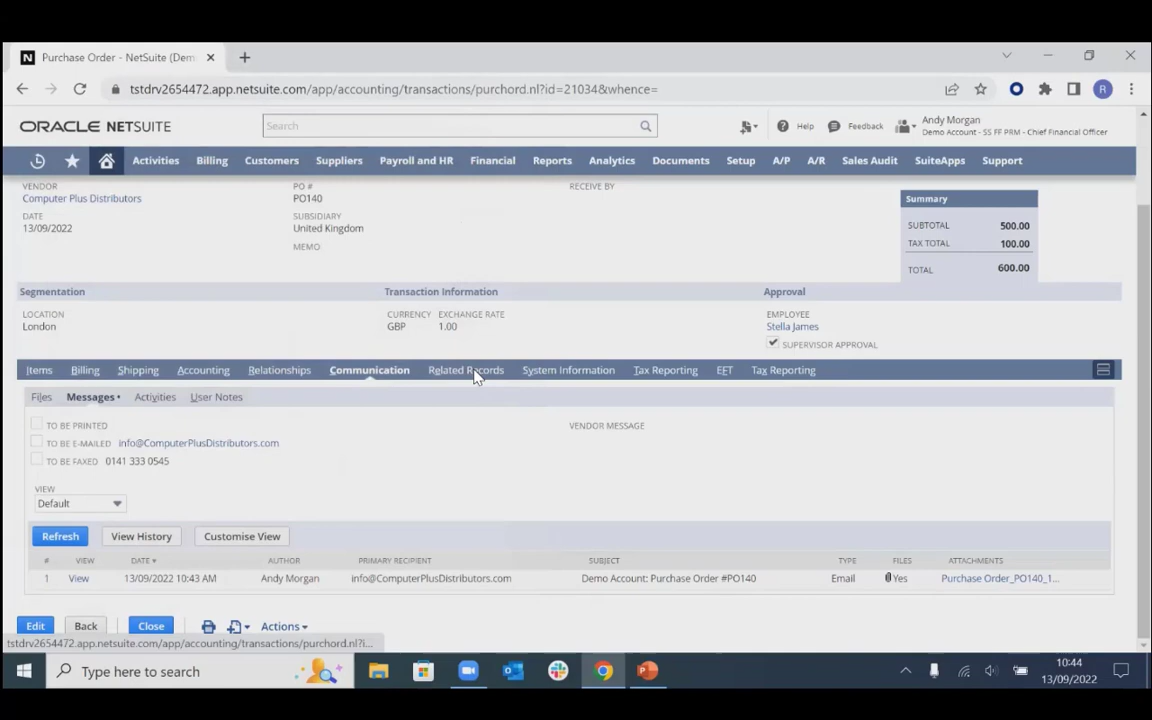 Purchase Order - NetSuite (Dem
tstdrv2654472.app.netsuite.com/app/accounting/transactions/purchord.nl?id=21034&whence=
R
ORACLE NETSUITE
Search
Help
Feedback
Andy Morgan
Demo Account - SS FF PRM - Chief Financial Officer
Activities Billing Customers Suppliers Payroll and HR Financial Reports Analytics Documents Setup A/P A/R Sales Audit SuiteApps Support
VENDOR
Computer Plus Distributors
DATE
13/09/2022
PO #
PO140
SUBSIDIARY
United Kingdom
MEMO
RECEIVE BY
Summary
SUBTOTAL 500.00
TAX TOTAL 100.00
TOTAL 600.00
Segmentation
Transaction Information
Approval
LOCATION
London
CURRENCY EXCHANGE RATE
GBP 1.00
EMPLOYEE
Stella James
SUPERVISOR APPROVAL
Items Billing Shipping Accounting Relationships Communication Related Records System Information Tax Reporting EFT Tax Reporting
Files Messages • Activities User Notes
TO BE PRINTED
TO BE E-MAILED info@ComputerPlusDistributors.com
TO BE FAXED 0141 333 0545
VENDOR MESSAGE
VIEW
Default
Refresh View History Customise View
# VIEW DATE AUTHOR PRIMARY RECIPIENT SUBJECT TYPE FILES ATTACHMENTS
1 View 13/09/2022 10:43 AM Andy Morgan info@ComputerPlusDistributors.com Demo Account: Purchase Order #PO140 Email Yes Purchase Order_PO140_1...
Edit Back Close Actions
tstdrv2654472.app.netsuite.com/app/accounting/transactions/purchord.nl?i...
Type here to search
10:44
13/09/2022